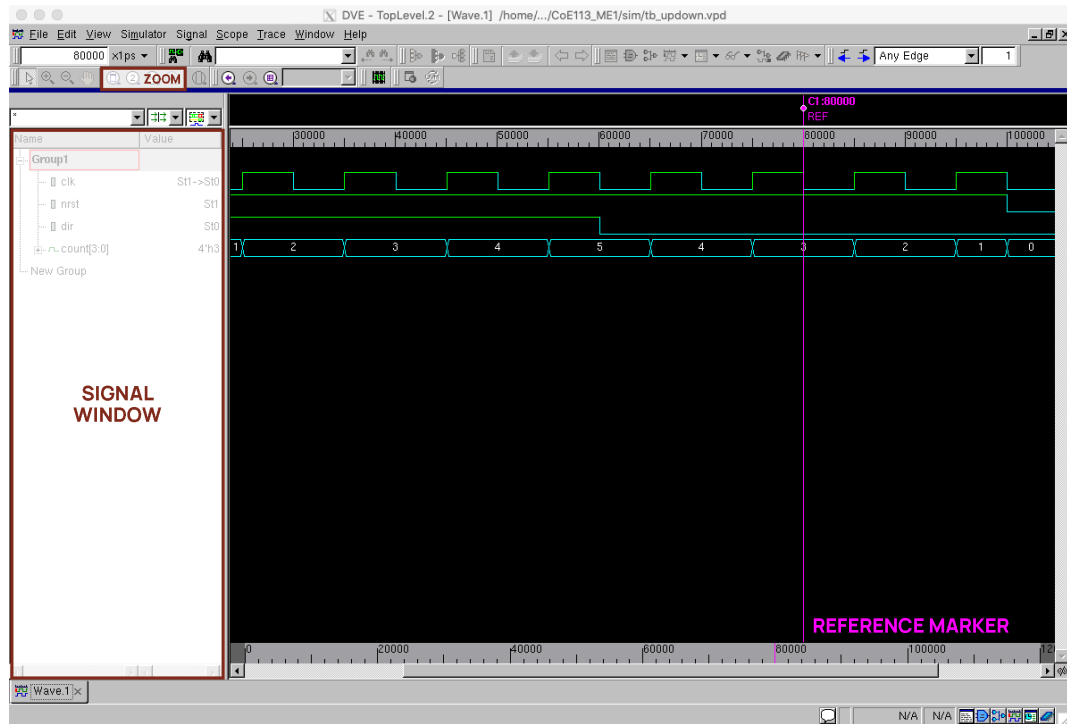 DVE - TopLevel.2 - [Wave.1] /home/.../CoE113_ME1/sim/tb_updown.vpd
File Edit View Simulator Signal Scope Trace Window Help
80000 x1ps Any Edge 1
ZOOM
C1:80000
REF
*
Name Value
30000 40000 50000 60000 70000 80000 90000 100000
Group1
clk St1->St0
nrst St1
dir St0
count[3:0] 4'h3
1 2 3 4 5 4 3 2 1 0
New Group
SIGNAL
WINDOW
REFERENCE MARKER
0 20000 40000 60000 80000 100000 12
Wave.1
N/A N/A